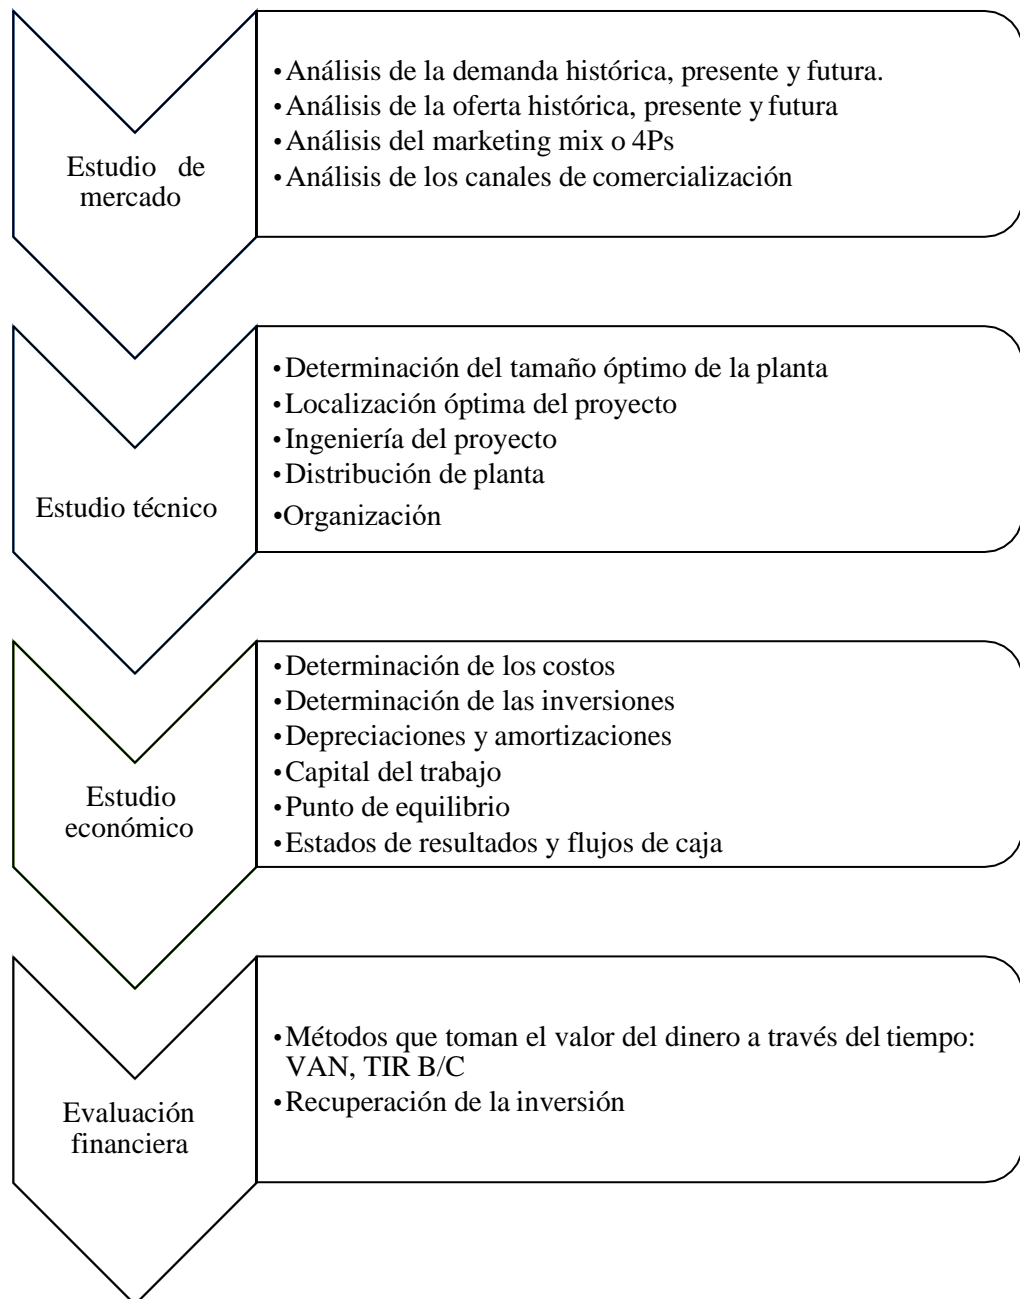 Estudio de
mercado
•Análisis de la demanda histórica, presente y futura.
•Análisis de la oferta histórica, presente y futura
•Análisis del marketing mix o 4Ps
•Análisis de los canales de comercialización
Estudio técnico
•Determinación del tamaño óptimo de la planta
•Localización óptima del proyecto
•Ingeniería del proyecto
•Distribución de planta
•Organización
Estudio
económico
•Determinación de los costos
•Determinación de las inversiones
•Depreciaciones y amortizaciones
•Capital del trabajo
•Punto de equilibrio
•Estados de resultados y flujos de caja
Evaluación
financiera
•Métodos que toman el valor del dinero a través del tiempo:
VAN, TIR B/C
•Recuperación de la inversión